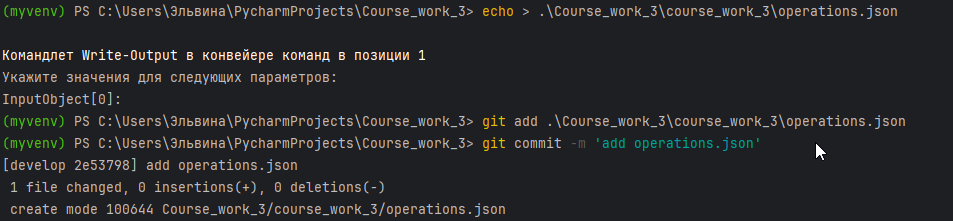 (myvenv) PS C:\Users\Эльвина\PycharmProjects\Course_work_3> echo > .\Course_work_3\course_work_3\operations.json
Командлет Write-Output в конвейере команд в позиции 1
Укажите значения для следующих параметров:
InputObject[0]:
(myvenv) PS C:\Users\Эльвина\PycharmProjects\Course_work_3> git add .\Course_work_3\course_work_3\operations.json
(myvenv) PS C:\Users\Эльвина\PycharmProjects\Course_work_3> git commit -m 'add operations.json'
[develop 2e53798] add operations.json
 1 file changed, 0 insertions(+), 0 deletions(-)
 create mode 100644 Course_work_3/course_work_3/operations.json